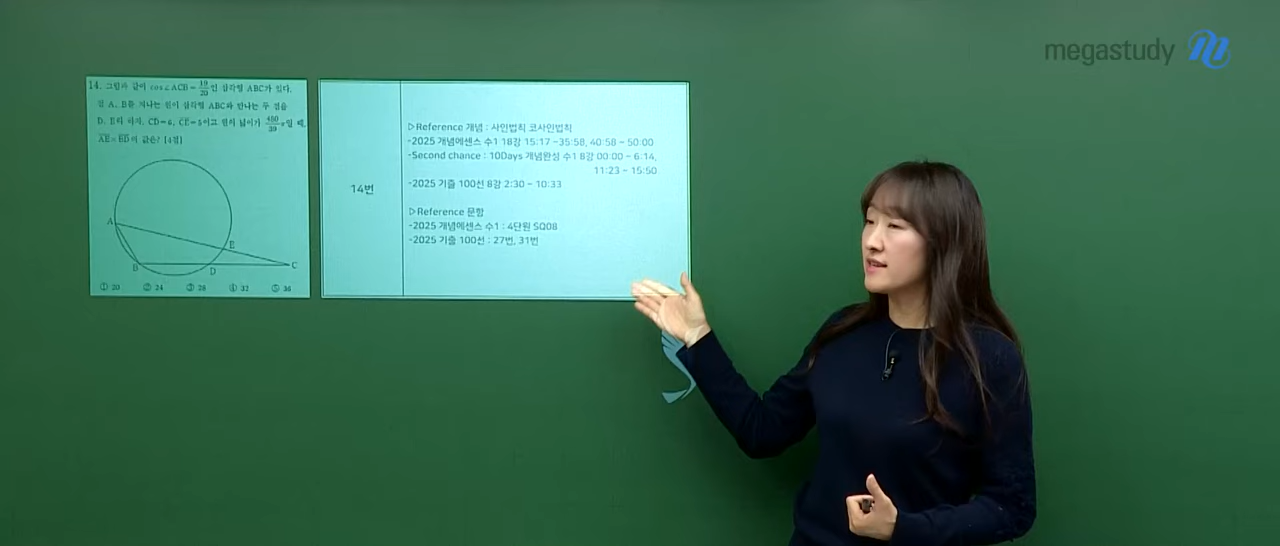 megastudy
14. 그림과 같이 cos∠ACB = 19/20인 삼각형 ABC가 있다.
점 A, B를 지나는 원이 삼각형 ABC와 만나는 두 점을
D, E라 하자. CD=6, CE=5이고 원의 넓이가 400/39 π일 때,
AE × BD의 값은? [4점]
A
E
B
D
C
① 20 ② 24 ③ 28 ④ 32 ⑤ 36
14번
▷Reference 개념 : 사인법칙 코사인법칙
-2025 개념에센스 수1 18강 15:17 ~35:58, 40:58 ~ 50:00
-Second chance : 10Days 개념완성 수1 8강 00:00 ~ 6:14,
11:23 ~ 15:50
-2025 기출 100선 8강 2:30 ~ 10:33
▷Reference 문항
-2025 개념에센스 수1 : 4단원 SQ08
-2025 기출 100선 : 27번, 31번